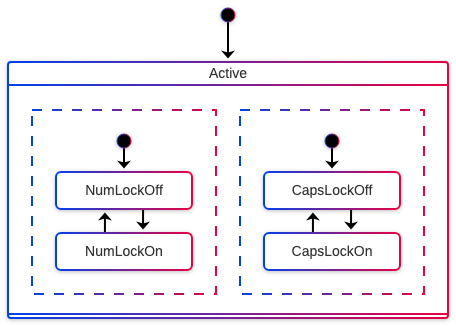 Active
NumLockOff
CapsLockOff
NumLockOn
CapsLockOn